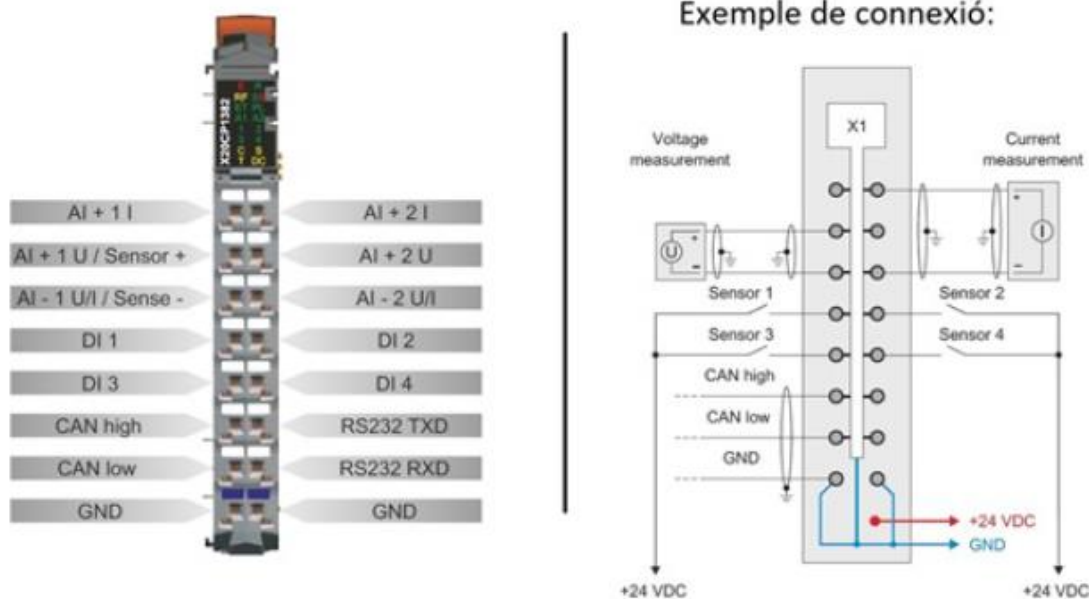 Exemple de connexió:
X20CP1382
AI + 1 I
AI + 2 I
AI + 1 U / Sensor +
AI + 2 U
AI - 1 U/I / Sense -
AI - 2 U/I
DI 1
DI 2
DI 3
DI 4
CAN high
RS232 TXD
CAN low
RS232 RXD
GND
GND
X1
Voltage
measurement
Current
measurement
U
+
−
+
I
−
Sensor 1
Sensor 2
Sensor 3
Sensor 4
CAN high
CAN low
GND
+24 VDC
GND
+24 VDC
+24 VDC